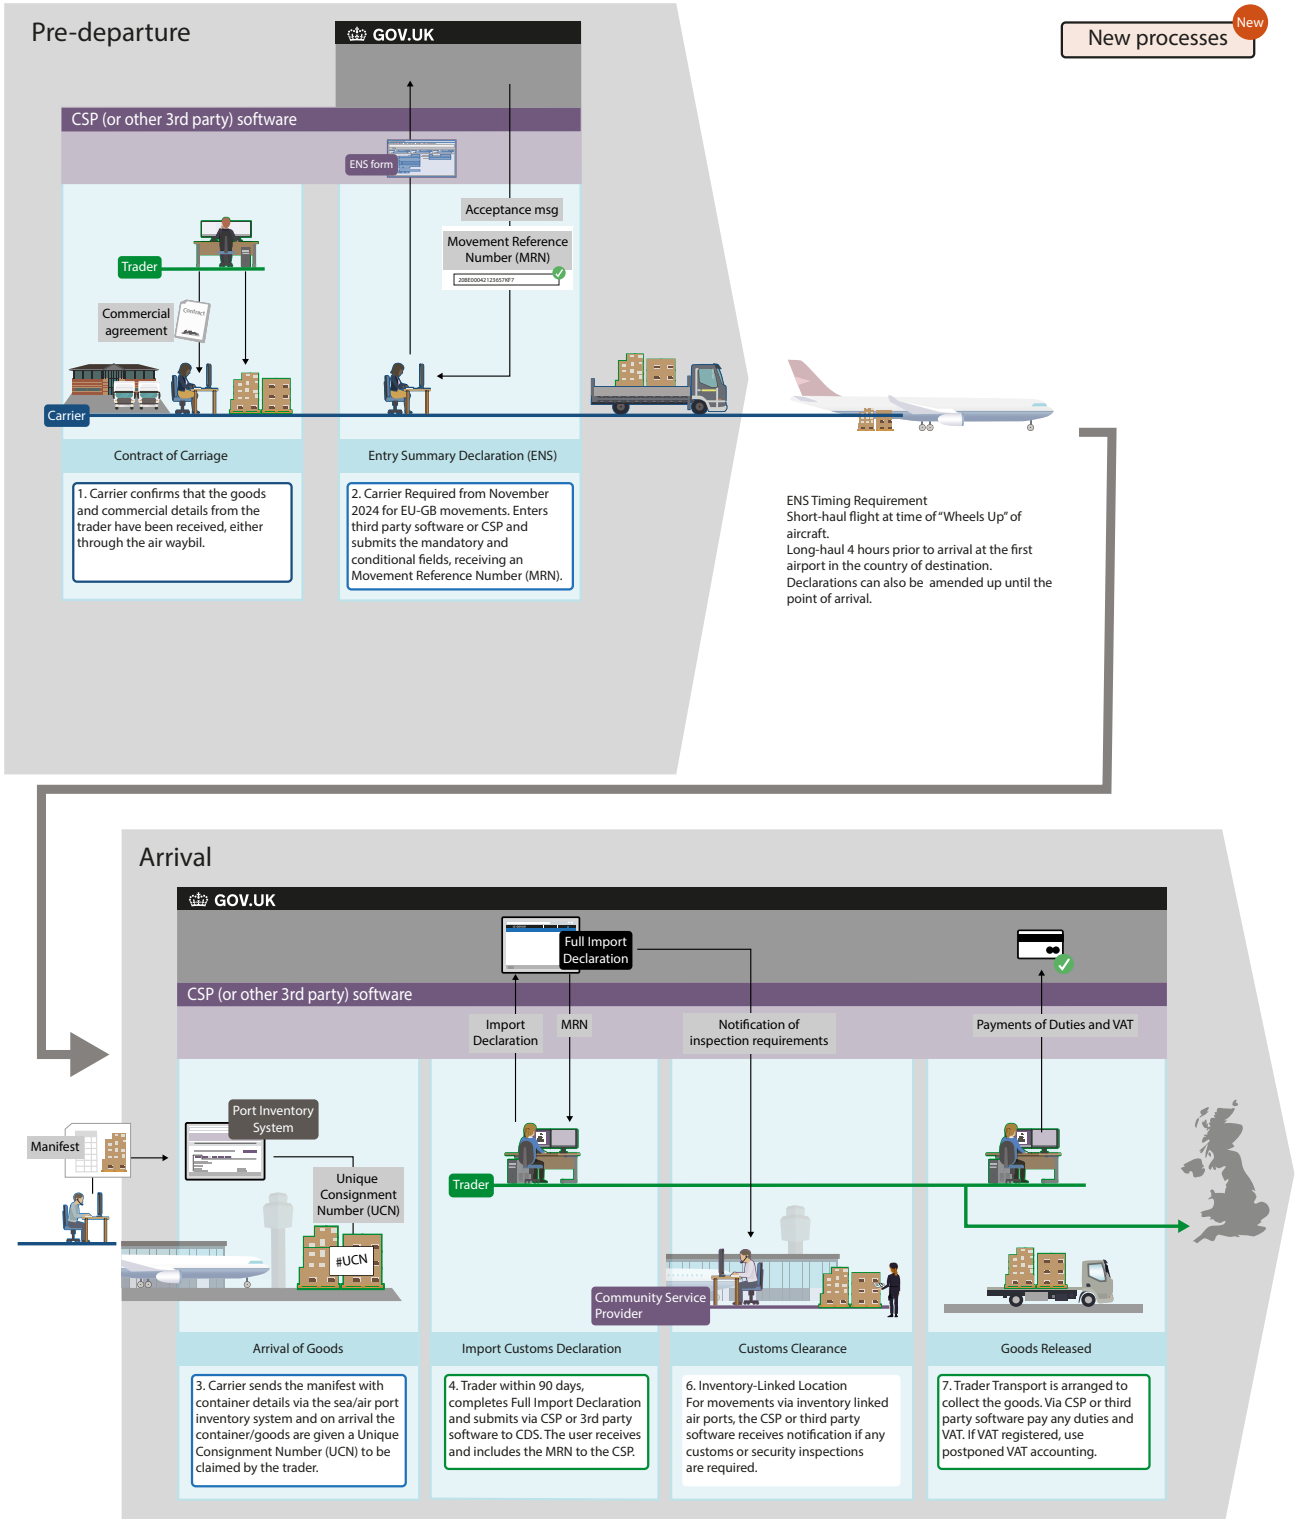 Pre-departure
GOV.UK
New processes
New
CSP (or other 3rd party) software
ENS form
Acceptance msg
Movement Reference
Number (MRN)
20BE00042123657KF7
Trader
Commercial
agreement
Contract
Carrier
Contract of Carriage
1. Carrier confirms that the goods
and commercial details from the
trader have been received, either
through the air waybil.
Entry Summary Declaration (ENS)
2. Carrier Required from November
2024 for EU-GB movements. Enters
third party software or CSP and
submits the mandatory and
conditional fields, receiving an
Movement Reference Number (MRN).
ENS Timing Requirement
Short-haul flight at time of “Wheels Up” of
aircraft.
Long-haul 4 hours prior to arrival at the first
airport in the country of destination.
Declarations can also be amended up until the
point of arrival.
Arrival
GOV.UK
Full Import
Declaration
CSP (or other 3rd party) software
Import
Declaration
MRN
Notification of
inspection requirements
Payments of Duties and VAT
Manifest
Port Inventory
System
Unique
Consignment
Number (UCN)
#UCN
Trader
Community Service
Provider
Arrival of Goods
3. Carrier sends the manifest with
container details via the sea/air port
inventory system and on arrival the
container/goods are given a Unique
Consignment Number (UCN) to be
claimed by the trader.
Import Customs Declaration
4. Trader within 90 days,
completes Full Import Declaration
and submits via CSP or 3rd party
software to CDS. The user receives
and includes the MRN to the CSP.
Customs Clearance
6. Inventory-Linked Location
For movements via inventory linked
air ports, the CSP or third party
software receives notification if any
customs or security inspections
are required.
Goods Released
7. Trader Transport is arranged to
collect the goods. Via CSP or third
party software pay any duties and
VAT. If VAT registered, use
postponed VAT accounting.